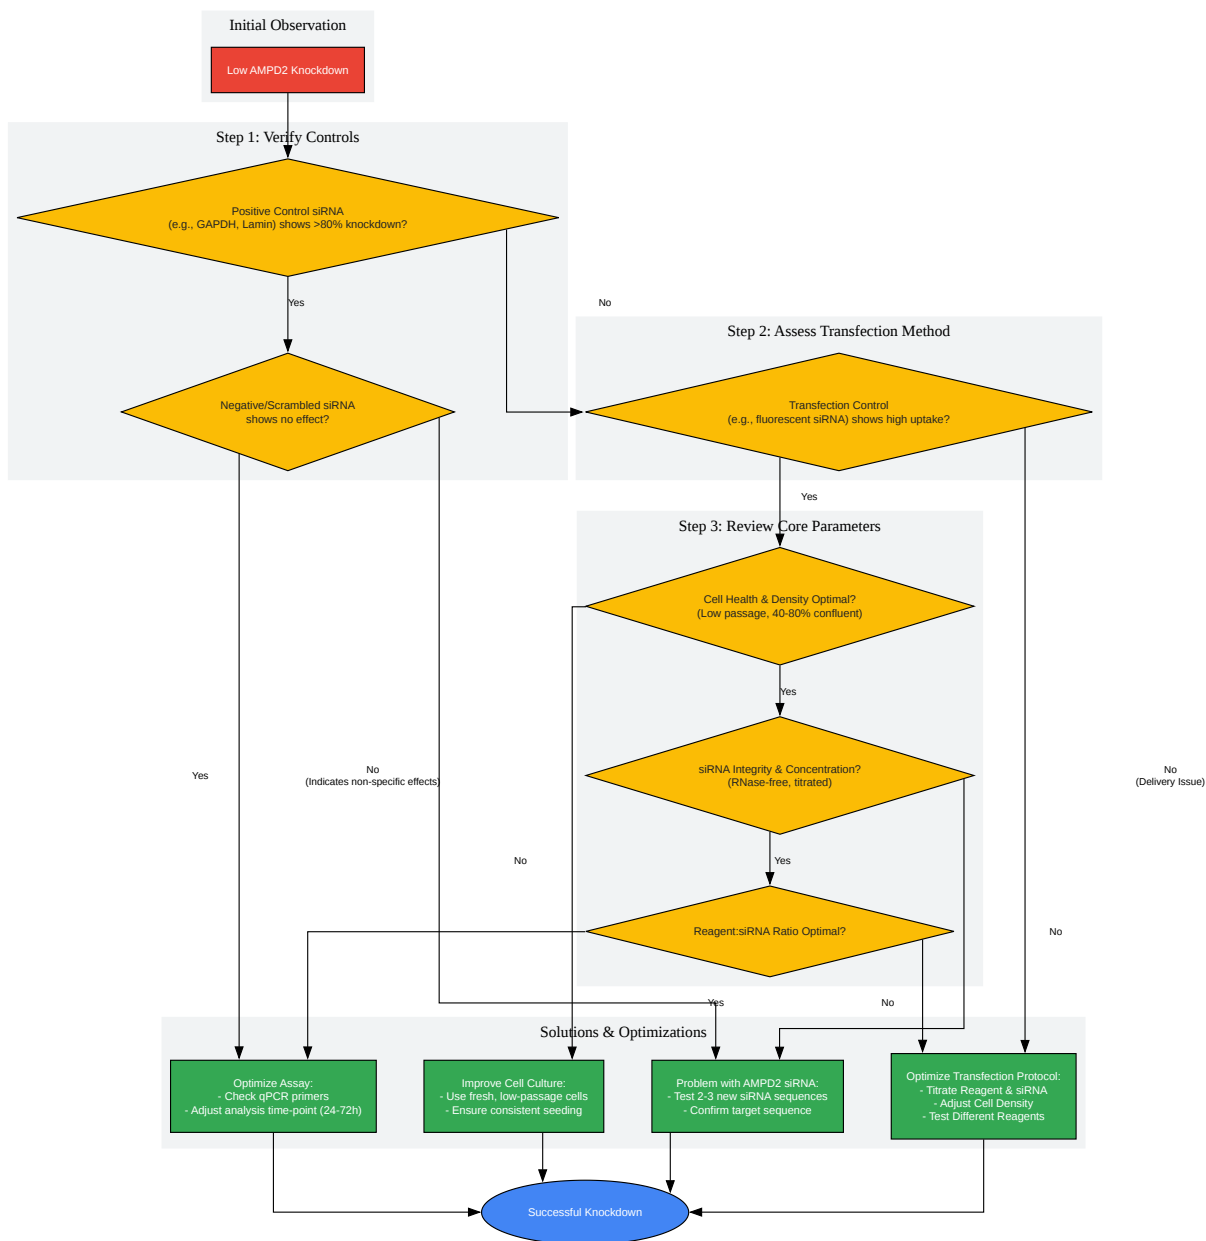 Initial Observation
Low AMPD2 Knockdown
Step 1: Verify Controls
Positive Control siRNA
(e.g., GAPDH, Lamin) shows >80% knockdown?
Yes
No
Step 2: Assess Transfection Method
Negative/Scrambled siRNA
shows no effect?
Transfection Control
(e.g., fluorescent siRNA) shows high uptake?
Yes
Step 3: Review Core Parameters
Cell Health & Density Optimal?
(Low passage, 40-80% confluent)
Yes
siRNA Integrity & Concentration?
(RNase-free, titrated)
Yes
No
(Indicates non-specific effects)
No
(Delivery Issue)
No
Yes
Reagent:siRNA Ratio Optimal?
No
Yes
No
Solutions & Optimizations
Optimize Assay:
- Check qPCR primers
- Adjust analysis time-point (24-72h)
Improve Cell Culture:
- Use fresh, low-passage cells
- Ensure consistent seeding
Problem with AMPD2 siRNA:
- Test 2-3 new siRNA sequences
- Confirm target sequence
Optimize Transfection Protocol:
- Titrate Reagent & siRNA
- Adjust Cell Density
- Test Different Reagents
Successful Knockdown